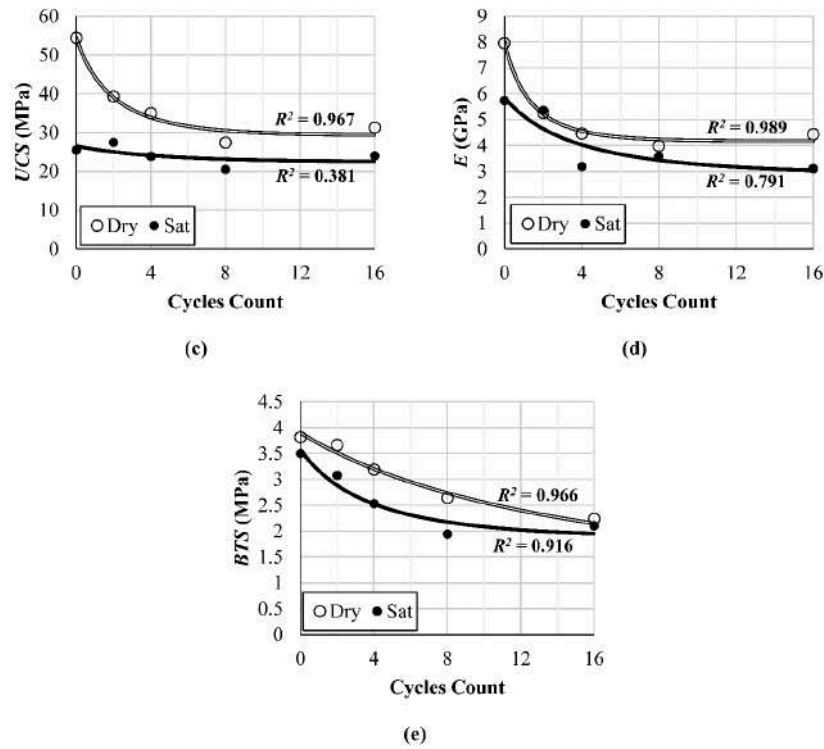 60
50
40
30
20
10
0
UCS (MPa)
R² = 0.967
R² = 0.381
Dry Sat
0 4 8 12 16
Cycles Count
(c)
9
8
7
6
5
4
3
2
1
0
E (GPa)
R² = 0.989
R² = 0.791
Dry Sat
0 4 8 12 16
Cycles Count
(d)
4.5
4
3.5
3
2.5
2
1.5
1
0.5
0
BTS (MPa)
R² = 0.966
R² = 0.916
Dry Sat
0 4 8 12 16
Cycles Count
(e)